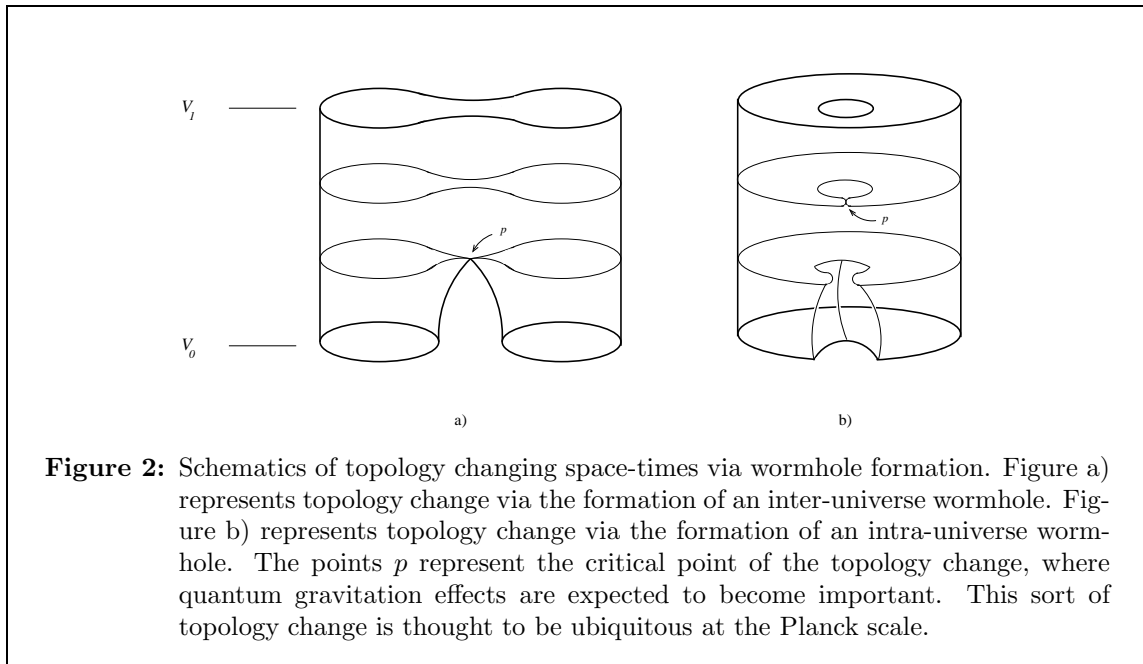 V1
p
p
V0
a)
b)
Figure 2: Schematics of topology changing space-times via wormhole formation. Figure a)
represents topology change via the formation of an inter-universe wormhole. Fig-
ure b) represents topology change via the formation of an intra-universe worm-
hole. The points p represent the critical point of the topology change, where
quantum gravitation effects are expected to become important. This sort of
topology change is thought to be ubiquitous at the Planck scale.